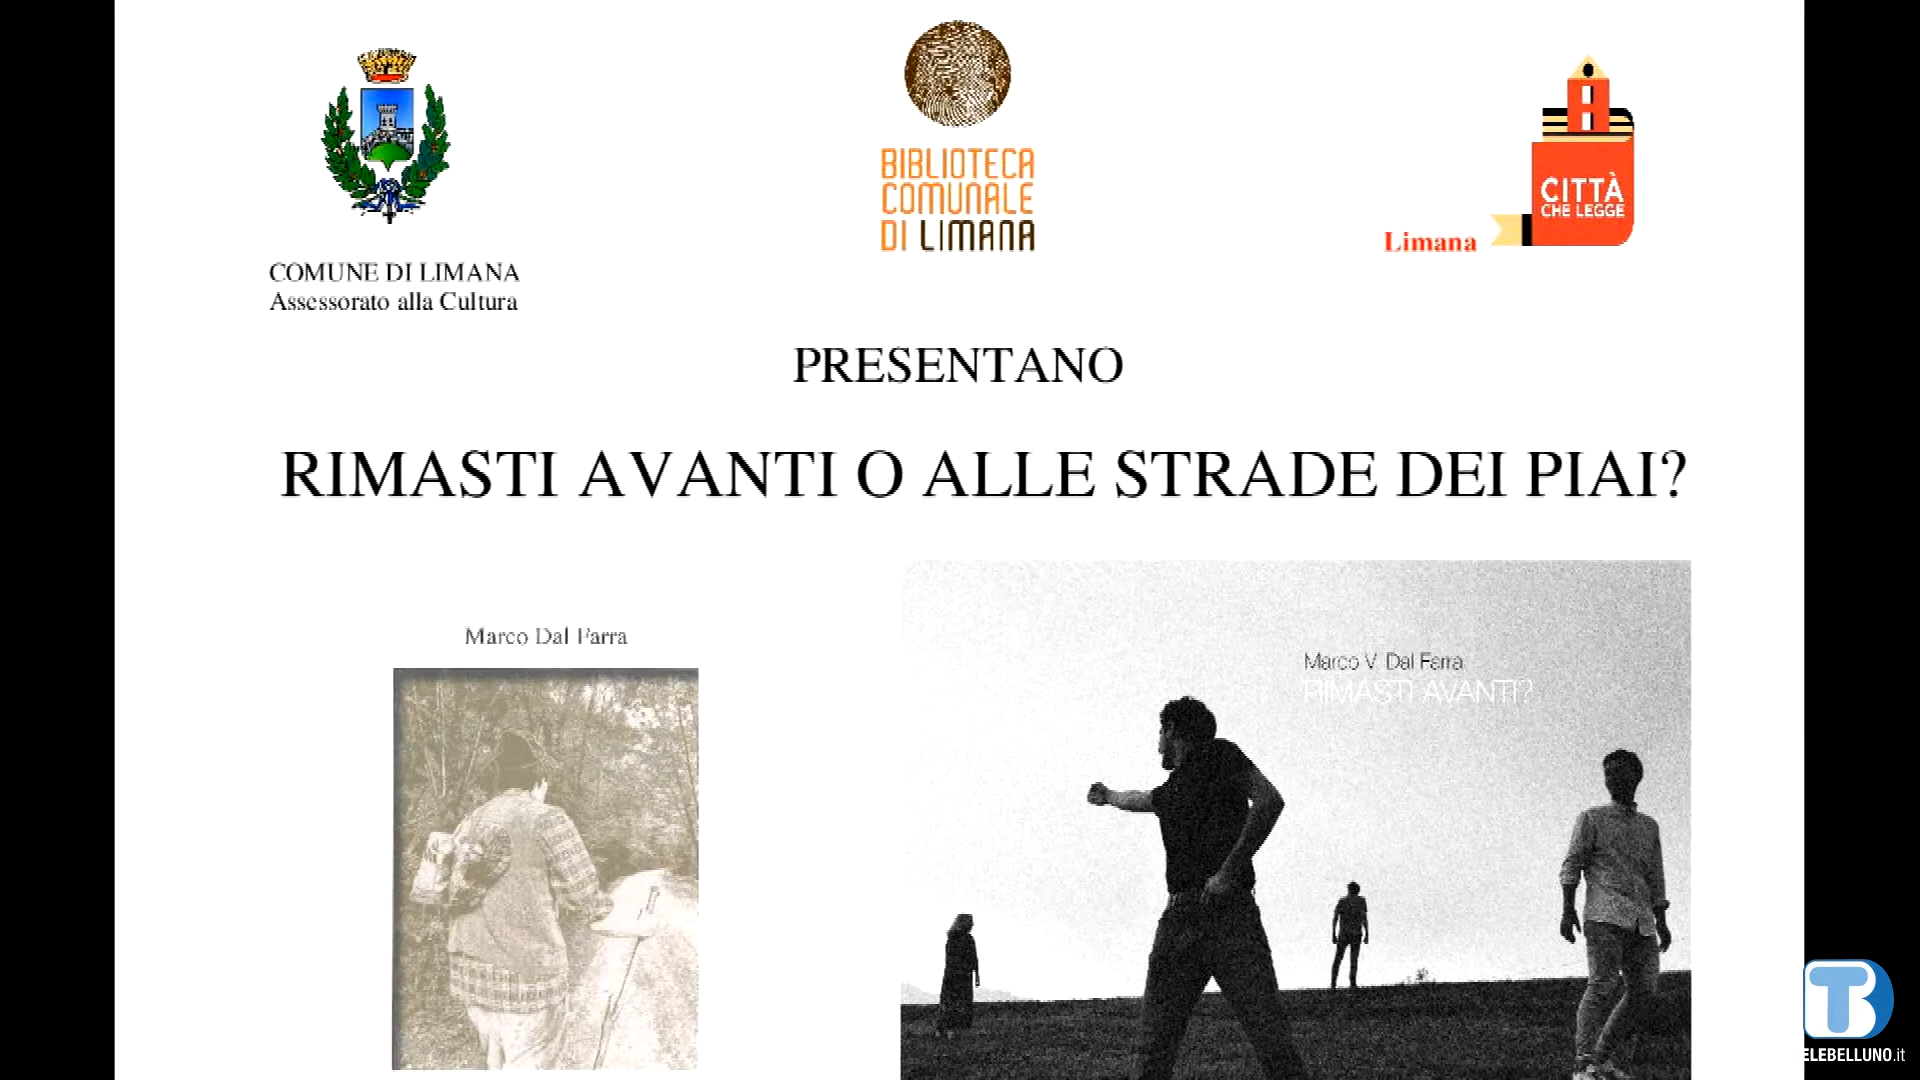 BIBLIOTECA
COMUNALE
DI LIMANA
CITTÀ
CHE LEGGE
Limana
COMUNE DI LIMANA
Assessorato alla Cultura
PRESENTANO
RIMASTI AVANTI O ALLE STRADE DEI PIAI?
Marco Dal Farra
Marco V. Dal Farra
RIMASTI AVANTI?
TB
ELEBELLUNO.it